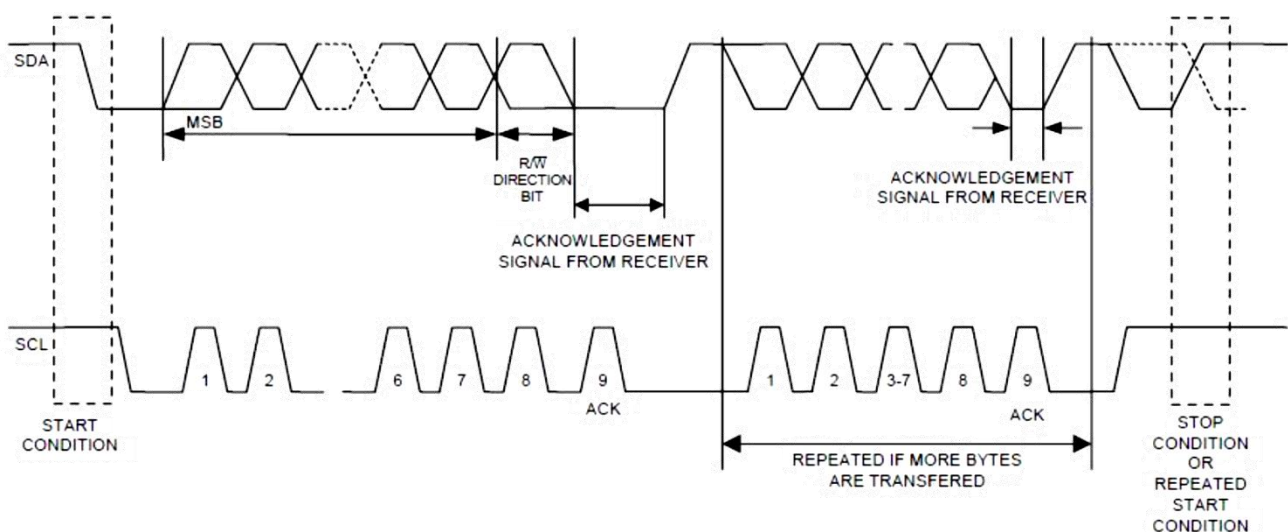 SDA
MSB
R/W
DIRECTION
BIT
ACKNOWLEDGEMENT
SIGNAL FROM RECEIVER
ACKNOWLEDGEMENT
SIGNAL FROM RECEIVER
SCL
1
2
6
7
8
9
ACK
1
2
3-7
8
9
ACK
START
CONDITION
REPEATED IF MORE BYTES
ARE TRANSFERED
STOP
CONDITION
OR
REPEATED
START
CONDITION